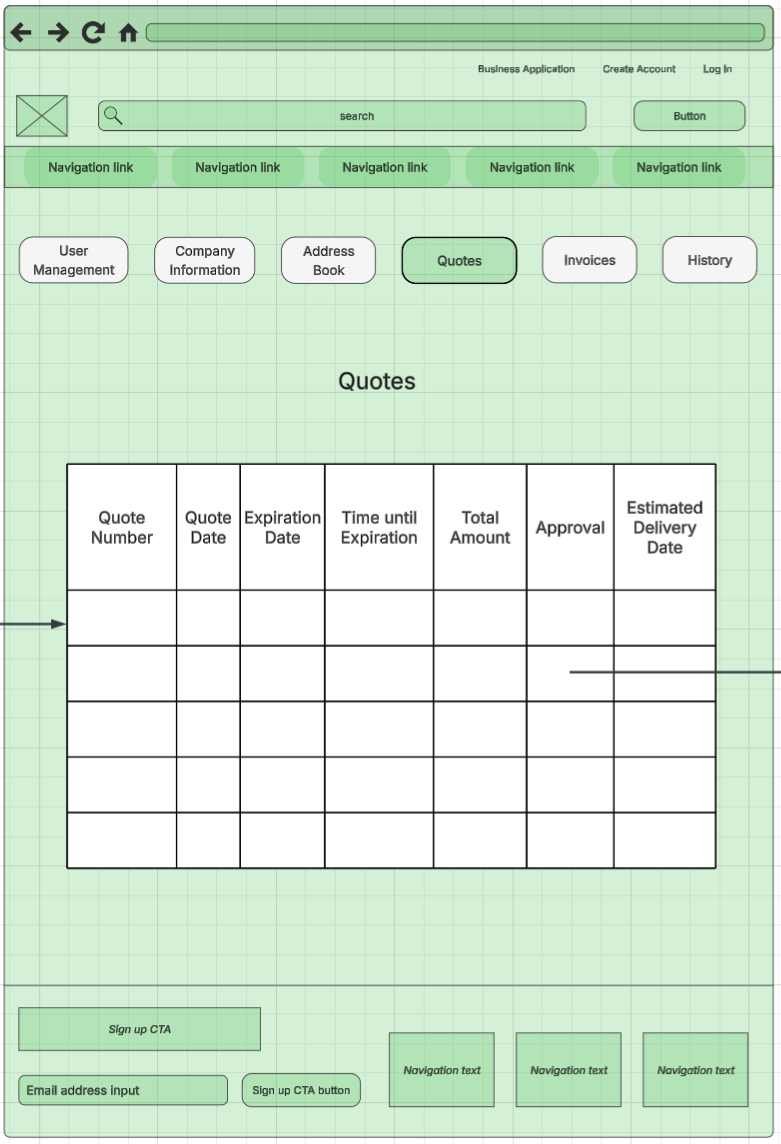 Business Application Create Account Log In
search
Button
Navigation link Navigation link Navigation link Navigation link Navigation link
User
Management
Company
Information
Address
Book
Quotes
Invoices
History
Quotes
Quote
Number
Quote
Date
Expiration
Date
Time until
Expiration
Total
Amount
Approval
Estimated
Delivery
Date
Sign up CTA
Email address input
Sign up CTA button
Navigation text Navigation text Navigation text